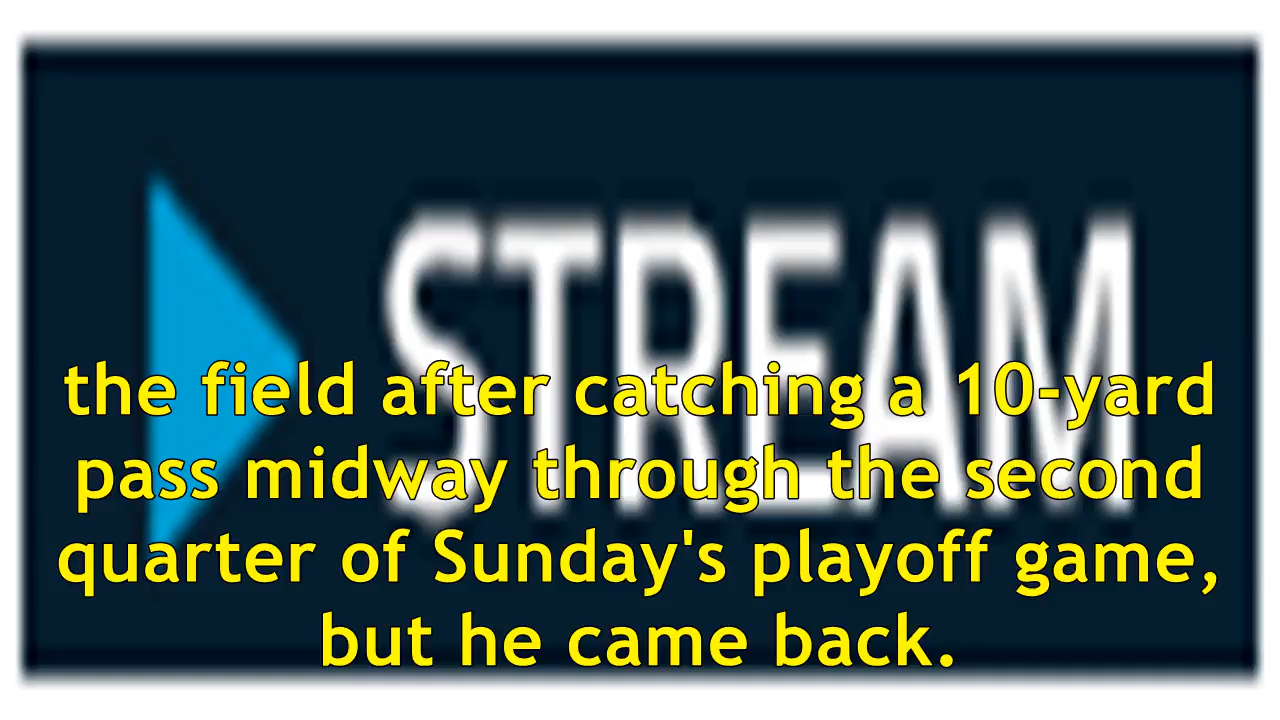 STREAM
the field after catching a 10-yard
pass midway through the second
quarter of Sunday's playoff game,
but he came back.